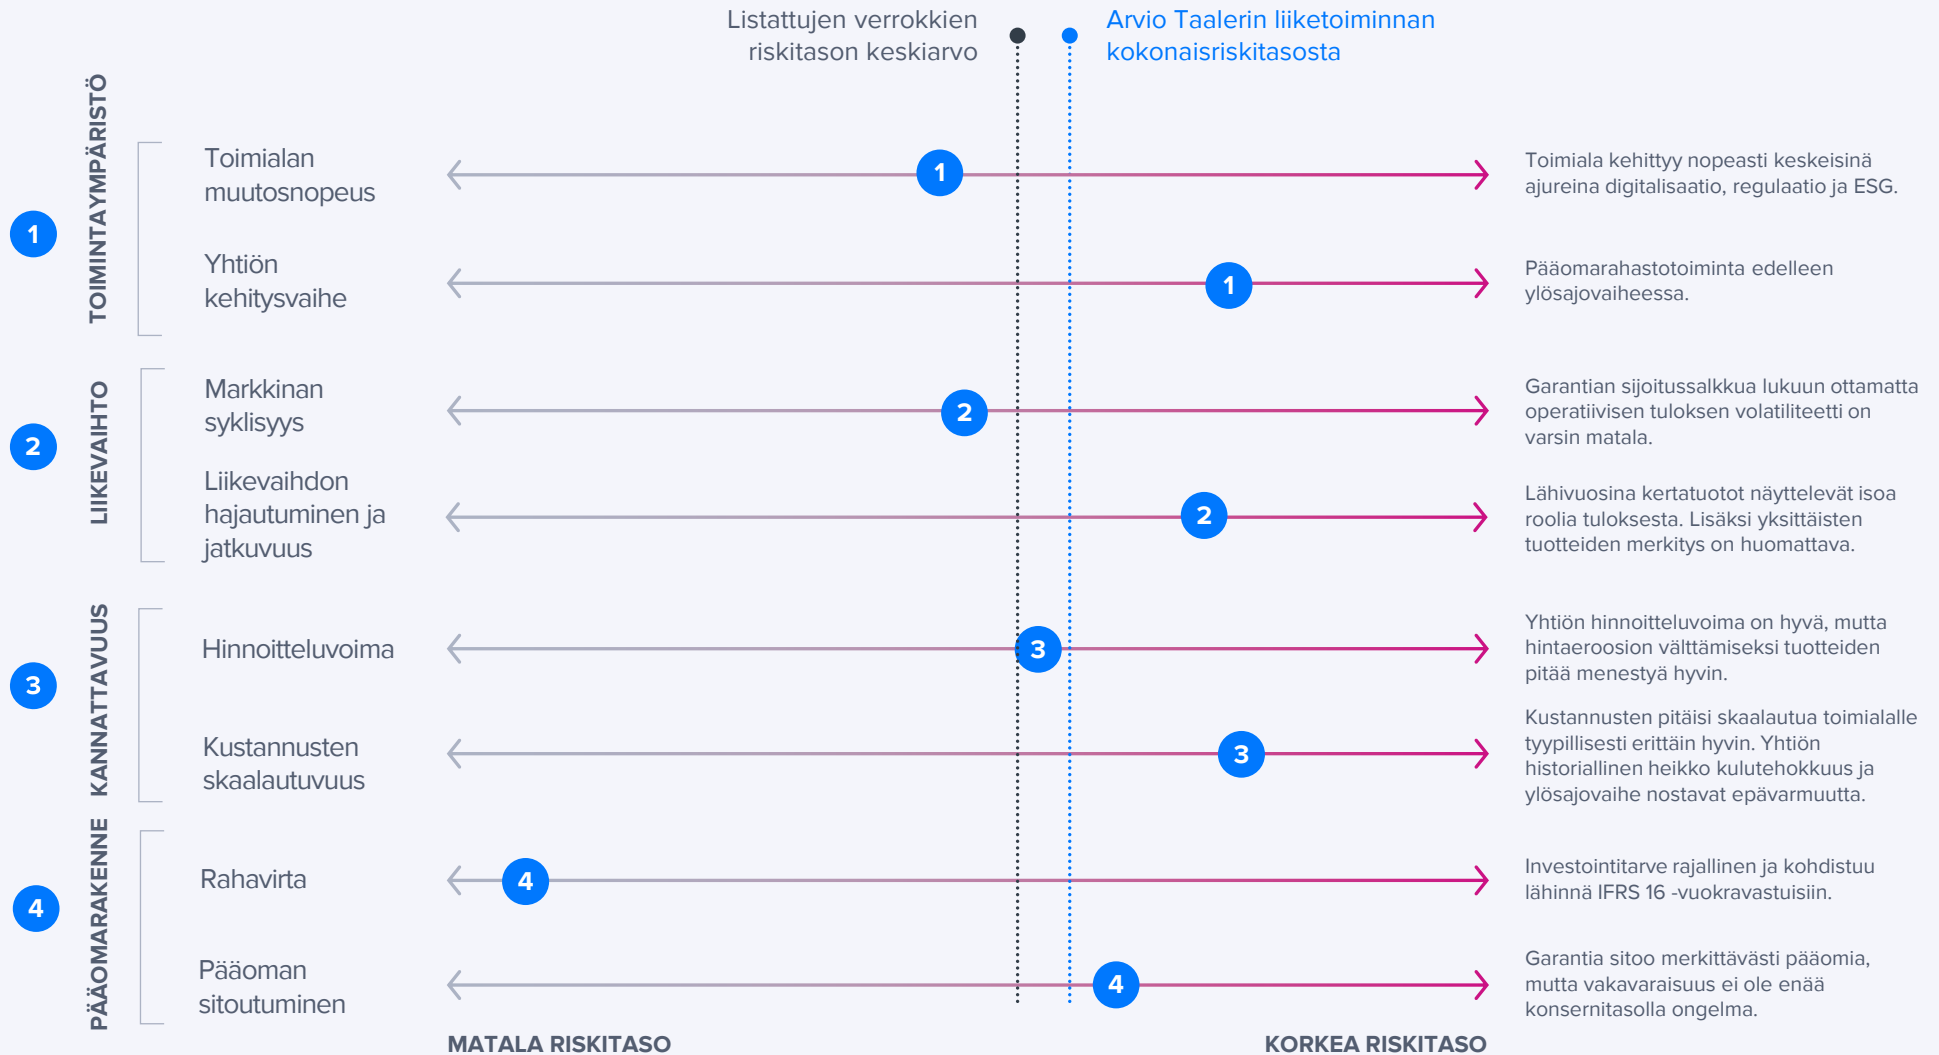 Listattujen verrokkien
riskitason keskiarvo
Arvio Taalerin liiketoiminnan
kokonaisriskitasosta
1
TOIMINTAYMPÄRISTÖ
Toimialan
muutosnopeus
1
Toimiala kehittyy nopeasti keskeisinä
ajureina digitalisaatio, regulaatio ja ESG.
Yhtiön
kehitysvaihe
1
Pääomarahastotoiminta edelleen
ylösajovaiheessa.
2
LIIKEVAIHTO
Markkinan
syklisyys
2
Garantian sijoitussalkkua lukuun ottamatta
operatiivisen tuloksen volatiliteetti on
varsin matala.
Liikevaihdon
hajautuminen ja
jatkuvuus
2
Lähivuosina kertatuotot näyttelevät isoa
roolia tuloksesta. Lisäksi yksittäisten
tuotteiden merkitys on huomattava.
3
KANNATTAVUUS
Hinnoitteluvoima
3
Yhtiön hinnoitteluvoima on hyvä, mutta
hintaeroosion välttämiseksi tuotteiden
pitää menestyä hyvin.
Kustannusten
skaalautuvuus
3
Kustannusten pitäisi skaalautua toimialalle
tyypillisesti erittäin hyvin. Yhtiön
historiallinen heikko kulutehokkuus ja
ylösajovaihe nostavat epävarmuutta.
4
PÄÄOMARAKENNE
Rahavirta
4
Investointitarve rajallinen ja kohdistuu
lähinnä IFRS 16 -vuokravastuisiin.
Pääoman
sitoutuminen
4
Garantia sitoo merkittävästi pääomia,
mutta vakavaraisuus ei ole enää
konsernitasolla ongelma.
MATALA RISKITASO
KORKEA RISKITASO